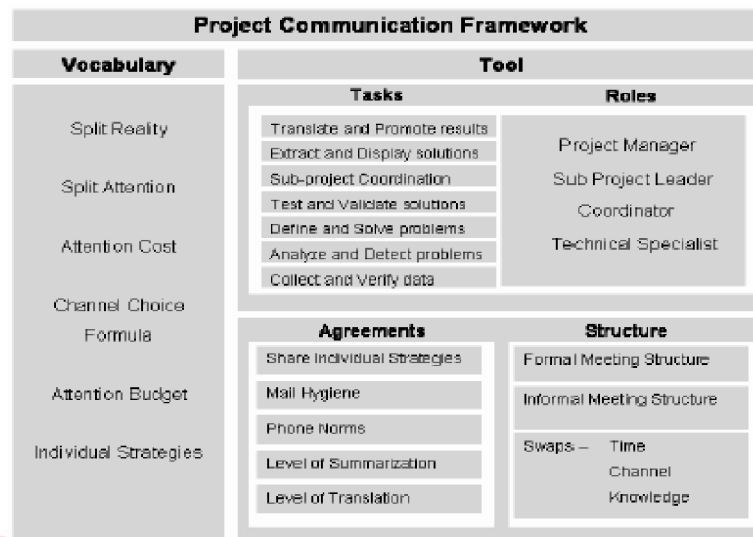 Project Communication Framework
Vocabulary
Split Reality
Split Attention
Attention Cost
Channel Choice
Formula
Attention Budget
Individual Strategies
Tool
Tasks
Translate and Promote results
Extract and Display solutions
Sub-project Coordination
Test and Validate solutions
Define and Solve problems
Analyze and Detect problems
Collect and Verify data
Roles
Project Manager
Sub Project Leader
Coordinator
Technical Specialist
Agreements
Share Individual Strategies
Mail Hygiene
Phone Norms
Level of Summarization
Level of Translation
Structure
Formal Meeting Structure
Informal Meeting Structure
Swaps – Time
Channel
Knowledge